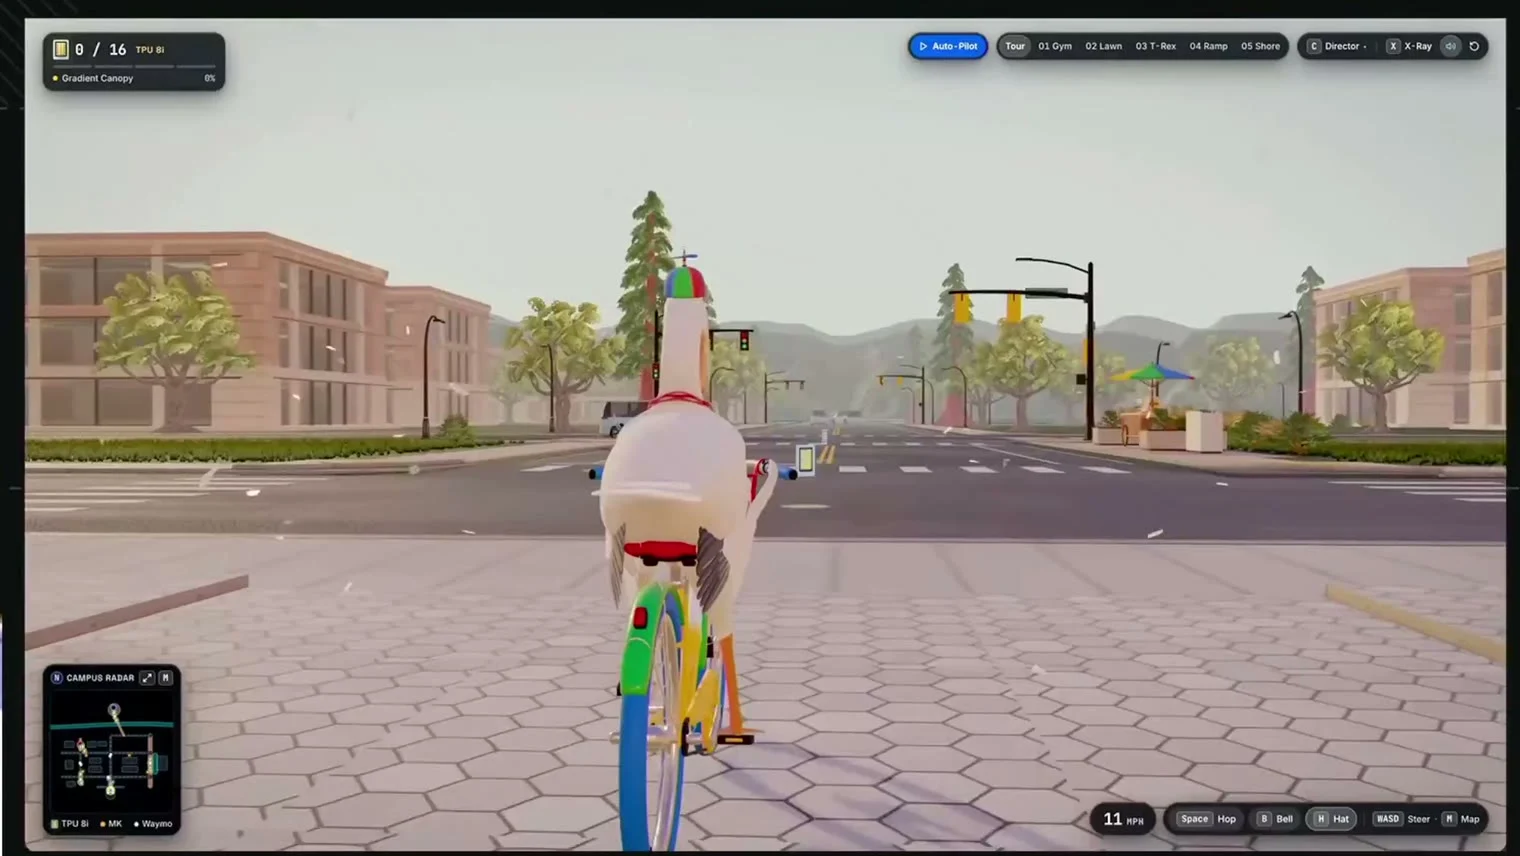 0 / 16 TPU 8i
Gradient Canopy 0%
Auto-Pilot
Tour 01 Gym 02 Lawn 03 T-Rex 04 Ramp 05 Shore
C Director X X-Ray
N CAMPUS RADAR M
TPU 8i MK Waymo
11 MPH
Space Hop B Bell H Hat WASD Steer M Map